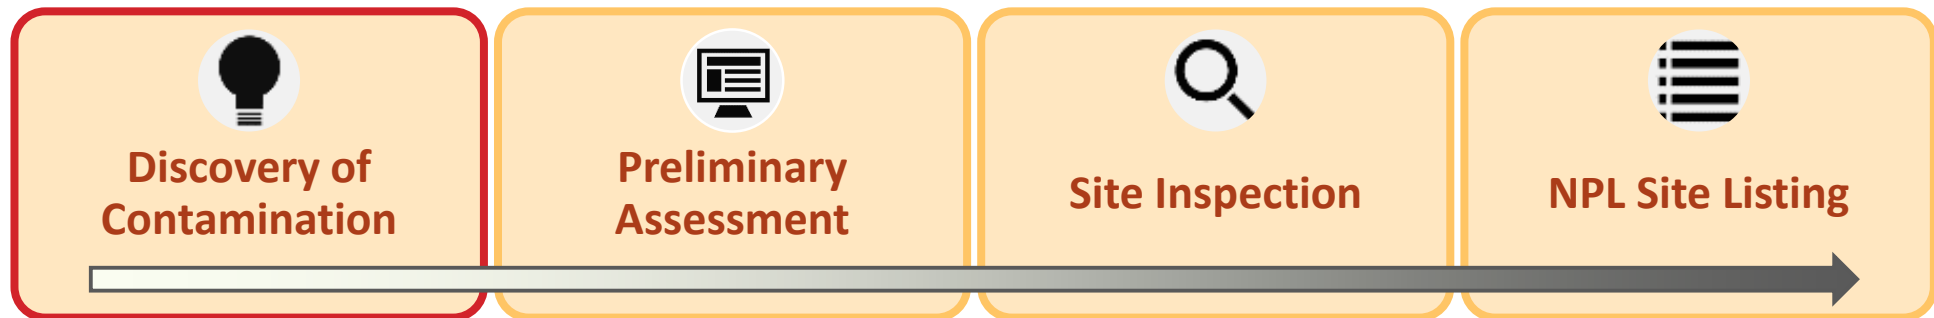 Discovery of
Contamination
Preliminary
Assessment
Site Inspection
NPL Site Listing